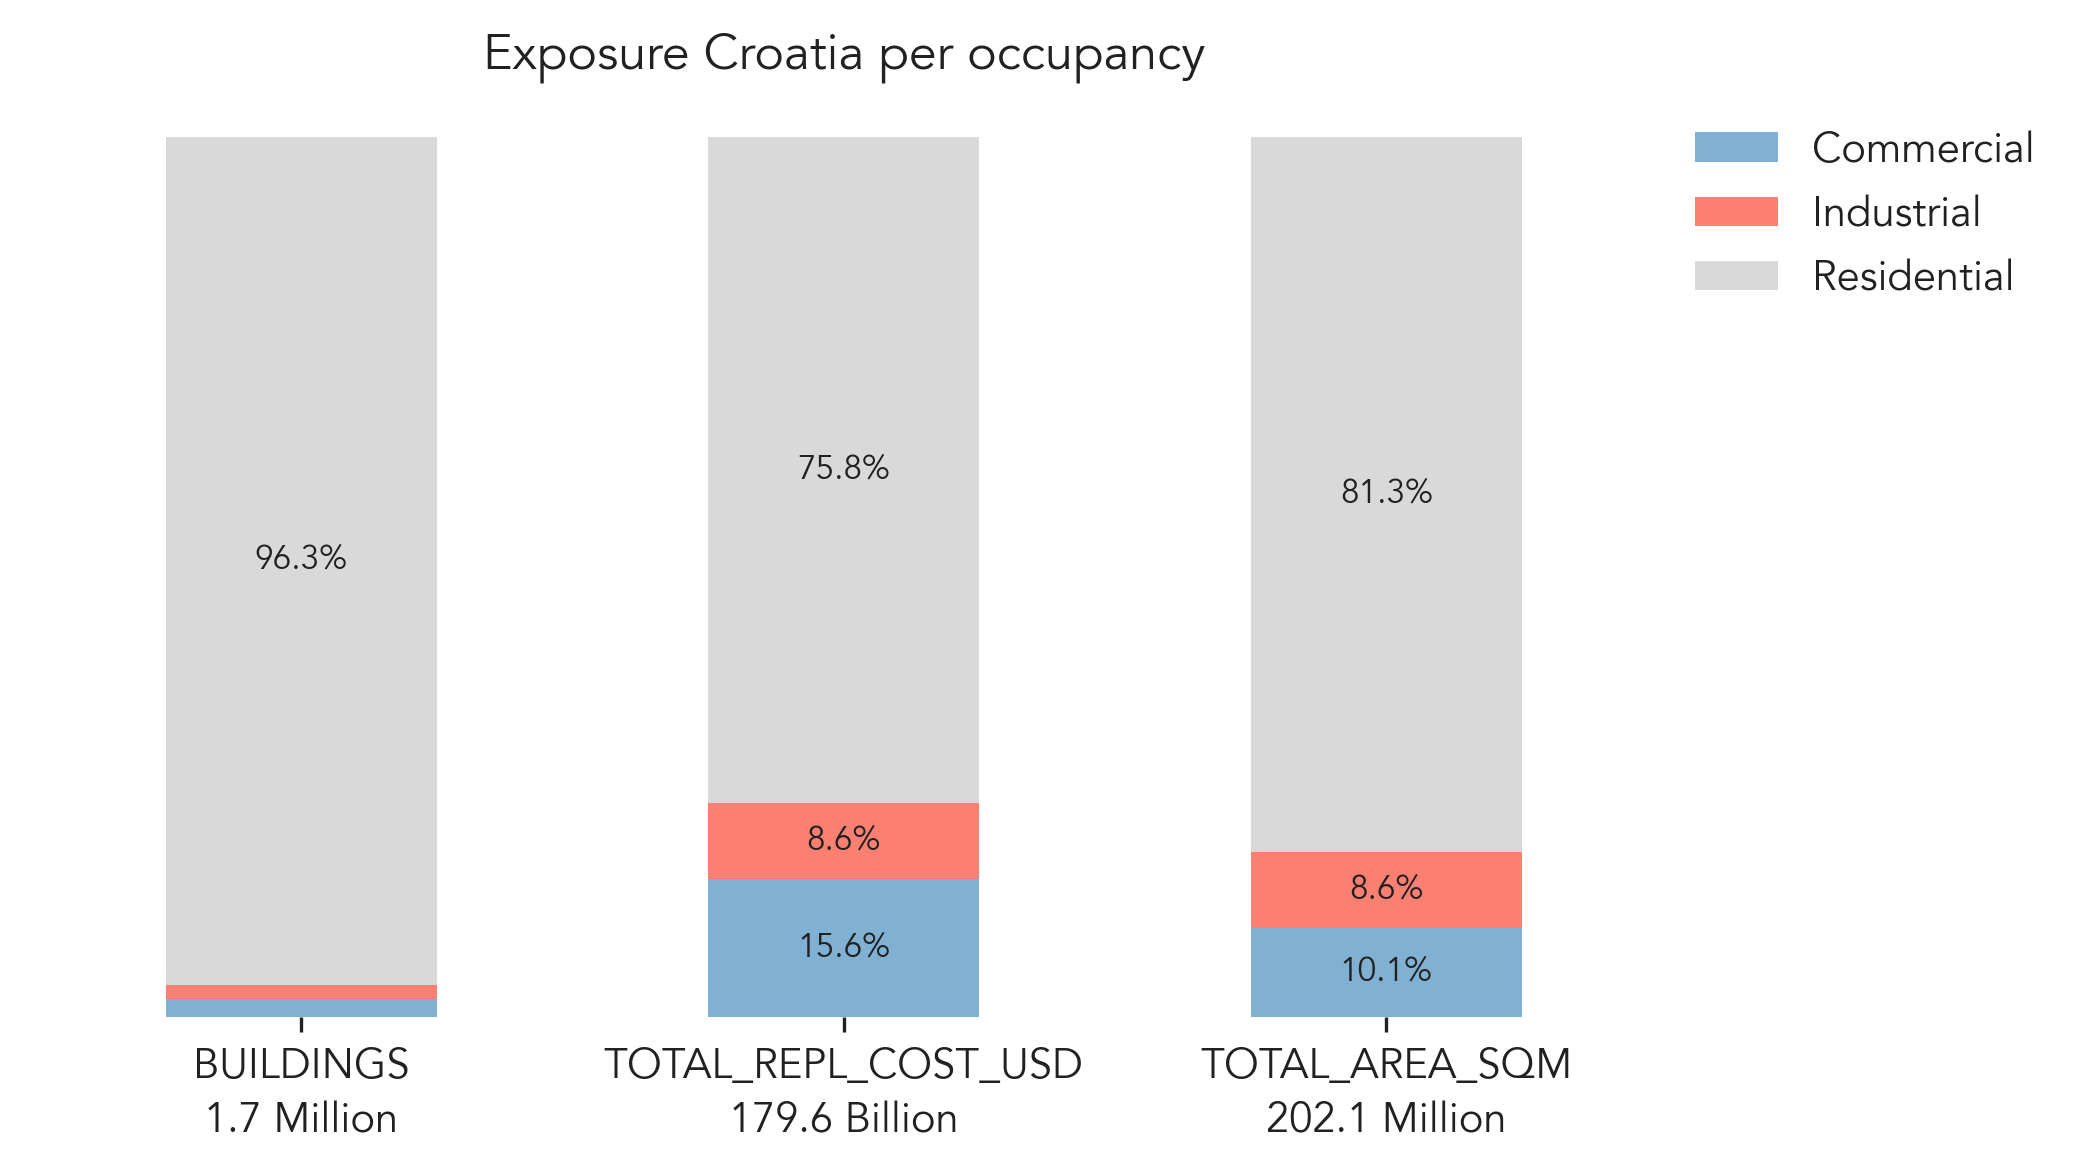 Exposure Croatia per occupancy
Commercial
Industrial
Residential
96.3%
75.8%
8.6%
15.6%
81.3%
8.6%
10.1%
BUILDINGS
1.7 Million
TOTAL_REPL_COST_USD
179.6 Billion
TOTAL_AREA_SQM
202.1 Million